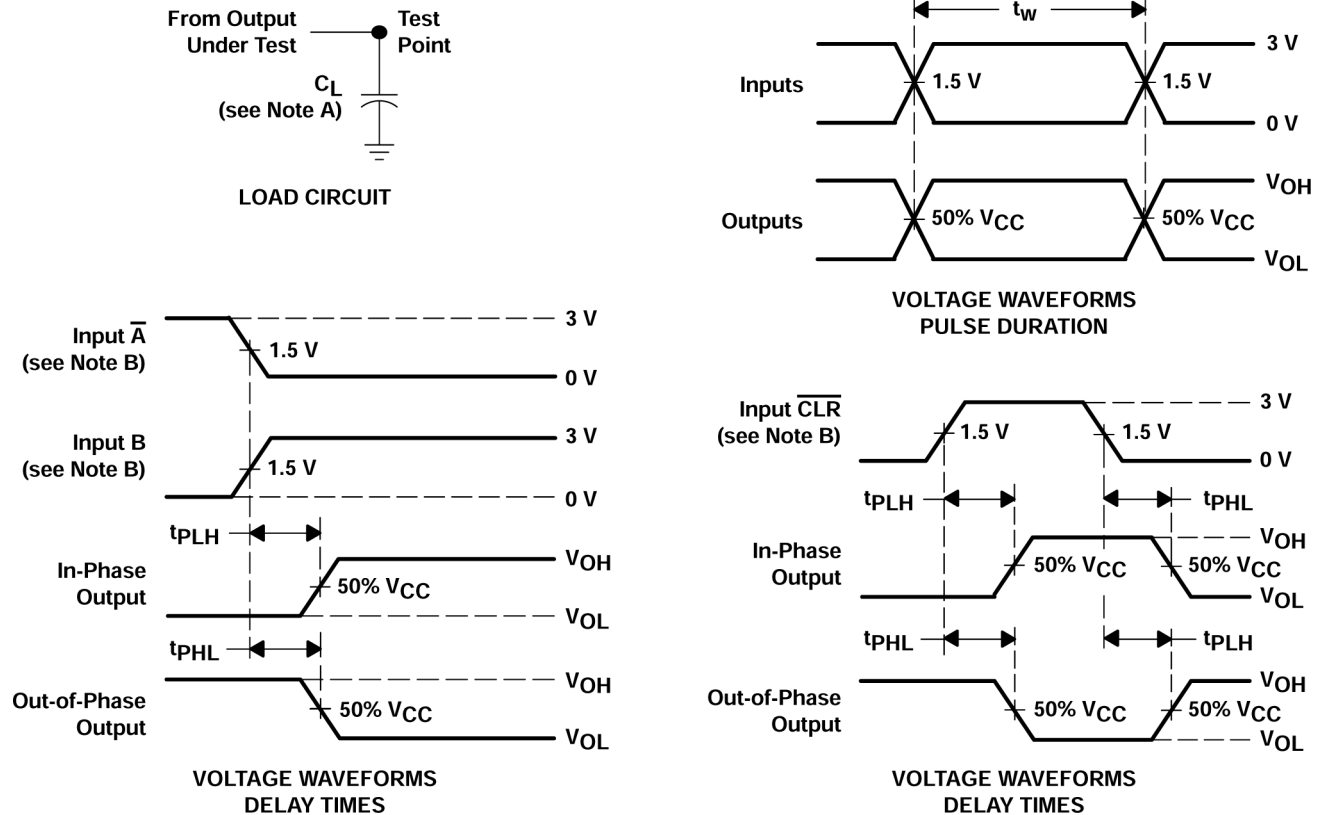 From Output
Under Test
Test
Point
CL
(see Note A)
LOAD CIRCUIT
tw
Inputs
3 V
1.5 V
1.5 V
0 V
Outputs
VOH
50% VCC
50% VCC
VOL
VOLTAGE WAVEFORMS
PULSE DURATION
Input A̅
(see Note B)
3 V
1.5 V
0 V
Input B
(see Note B)
3 V
1.5 V
0 V
tPLH
In-Phase
Output
VOH
50% VCC
VOL
tPHL
Out-of-Phase
Output
VOH
50% VCC
VOL
VOLTAGE WAVEFORMS
DELAY TIMES
Input C̅L̅R̅
(see Note B)
3 V
1.5 V
1.5 V
0 V
tPLH
tPHL
In-Phase
Output
VOH
50% VCC
50% VCC
VOL
tPHL
tPLH
Out-of-Phase
Output
VOH
50% VCC
50% VCC
VOL
VOLTAGE WAVEFORMS
DELAY TIMES